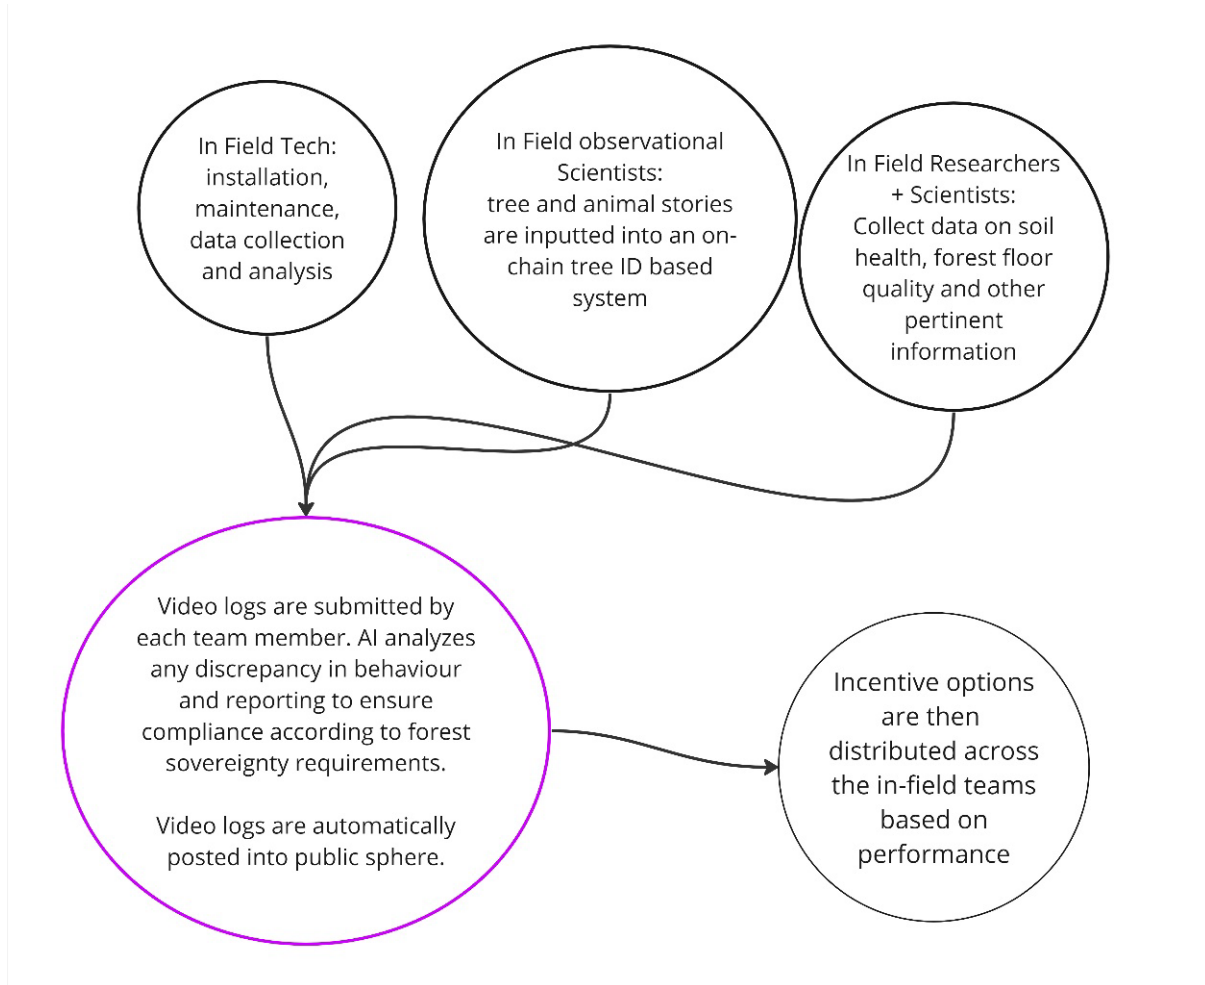 In Field Tech:
installation,
maintenance,
data collection
and analysis
In Field observational
Scientists:
tree and animal stories
are inputted into an on-
chain tree ID based
system
In Field Researchers
+ Scientists:
Collect data on soil
health, forest floor
quality and other
pertinent
information
Video logs are submitted by
each team member. AI analyzes
any discrepancy in behaviour
and reporting to ensure
compliance according to forest
sovereignty requirements.
Video logs are automatically
posted into public sphere.
Incentive options
are then
distributed across
the in-field teams
based on
performance